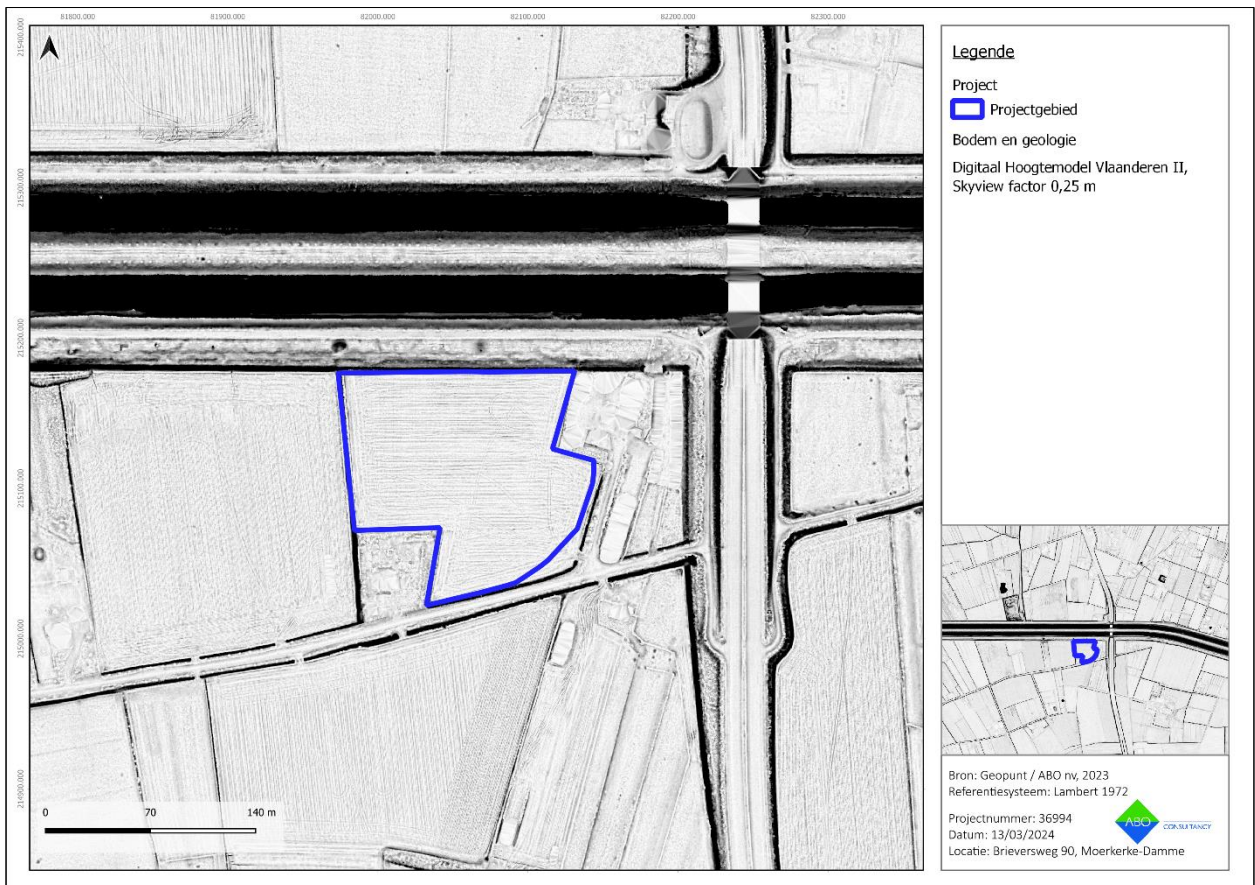 81800.000 81900.000 82000.000 82100.000 82200.000 82300.000
215400.000
215300.000
215200.000
215100.000
215000.000
214900.000
0 70 140 m
Legende
Project
Projectgebied
Bodem en geologie
Digitaal Hoogtemodel Vlaanderen II,
Skyview factor 0,25 m
Bron: Geopunt / ABO nv, 2023
Referentiesysteem: Lambert 1972
Projectnummer: 36994
Datum: 13/03/2024
Locatie: Brieversweg 90, Moerkerke-Damme
ABO
CONSULTANCY